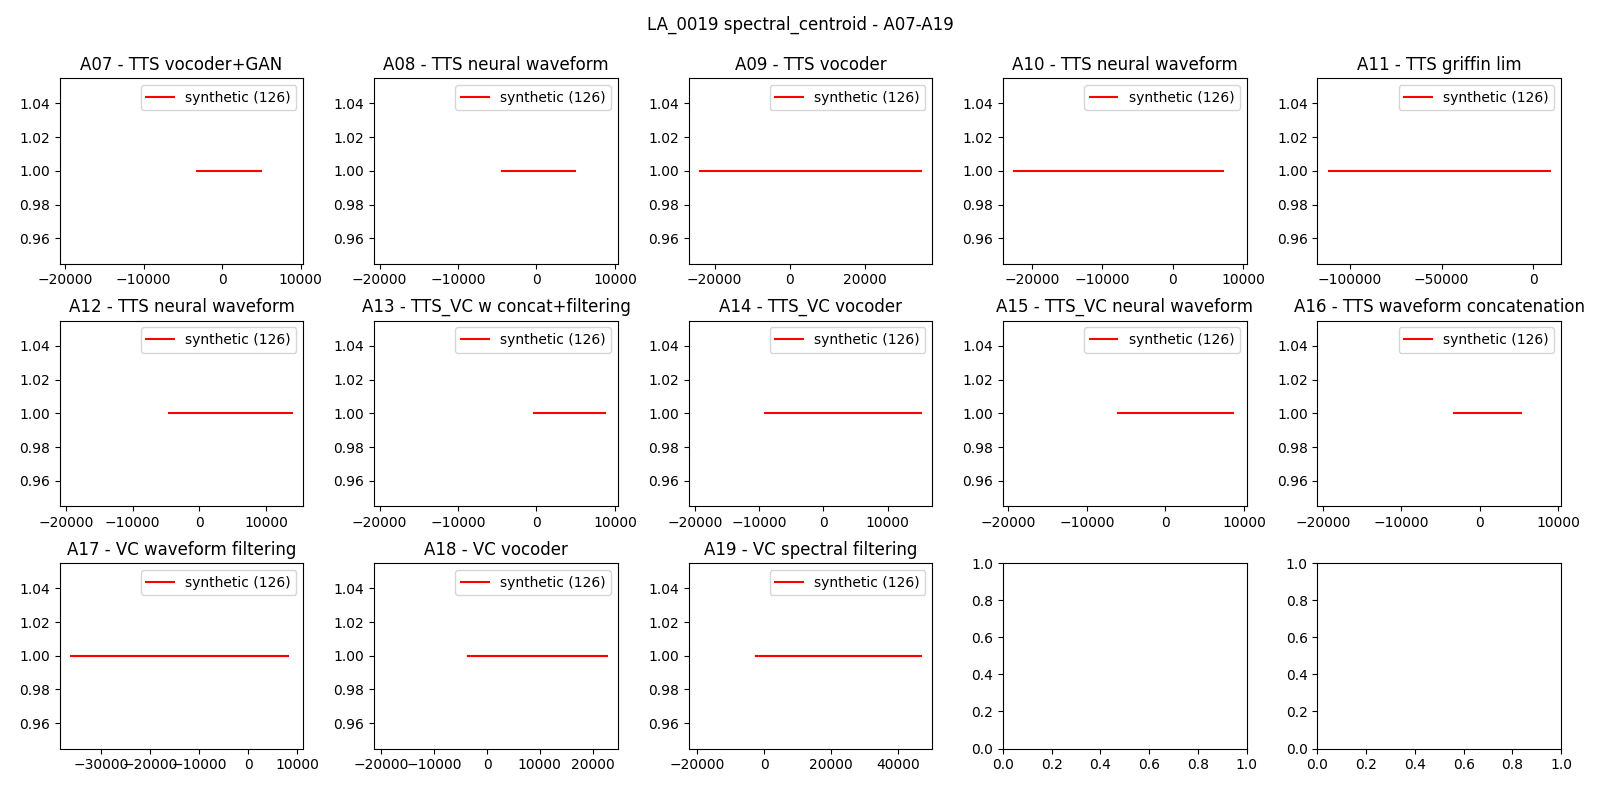 LA_0019 spectral_centroid - A07-A19
A07 - TTS vocoder+GAN
A08 - TTS neural waveform
A09 - TTS vocoder
A10 - TTS neural waveform
A11 - TTS griffin lim
synthetic (126)
synthetic (126)
synthetic (126)
synthetic (126)
synthetic (126)
1.04 1.02 1.00 0.98 0.96
1.04 1.02 1.00 0.98 0.96
1.04 1.02 1.00 0.98 0.96
1.04 1.02 1.00 0.98 0.96
1.04 1.02 1.00 0.98 0.96
−20000 −10000 0 10000
−20000 −10000 0 10000
−20000 0 20000
−20000 −10000 0 10000
−100000 −50000 0
A12 - TTS neural waveform
A13 - TTS_VC w concat+filtering
A14 - TTS_VC vocoder
A15 - TTS_VC neural waveform
A16 - TTS waveform concatenation
synthetic (126)
synthetic (126)
synthetic (126)
synthetic (126)
synthetic (126)
1.04 1.02 1.00 0.98 0.96
1.04 1.02 1.00 0.98 0.96
1.04 1.02 1.00 0.98 0.96
1.04 1.02 1.00 0.98 0.96
1.04 1.02 1.00 0.98 0.96
−20000 −10000 0 10000
−20000 −10000 0 10000
−20000 −10000 0 10000
−20000 −10000 0 10000
−20000 −10000 0 10000
A17 - VC waveform filtering
A18 - VC vocoder
A19 - VC spectral filtering
synthetic (126)
synthetic (126)
synthetic (126)
1.04 1.02 1.00 0.98 0.96
1.04 1.02 1.00 0.98 0.96
1.04 1.02 1.00 0.98 0.96
1.0 0.8 0.6 0.4 0.2 0.0
1.0 0.8 0.6 0.4 0.2 0.0
−30000 −20000 −10000 0 10000
−20000 −10000 0 10000 20000
−20000 0 20000 40000
0.0 0.2 0.4 0.6 0.8 1.0
0.0 0.2 0.4 0.6 0.8 1.0